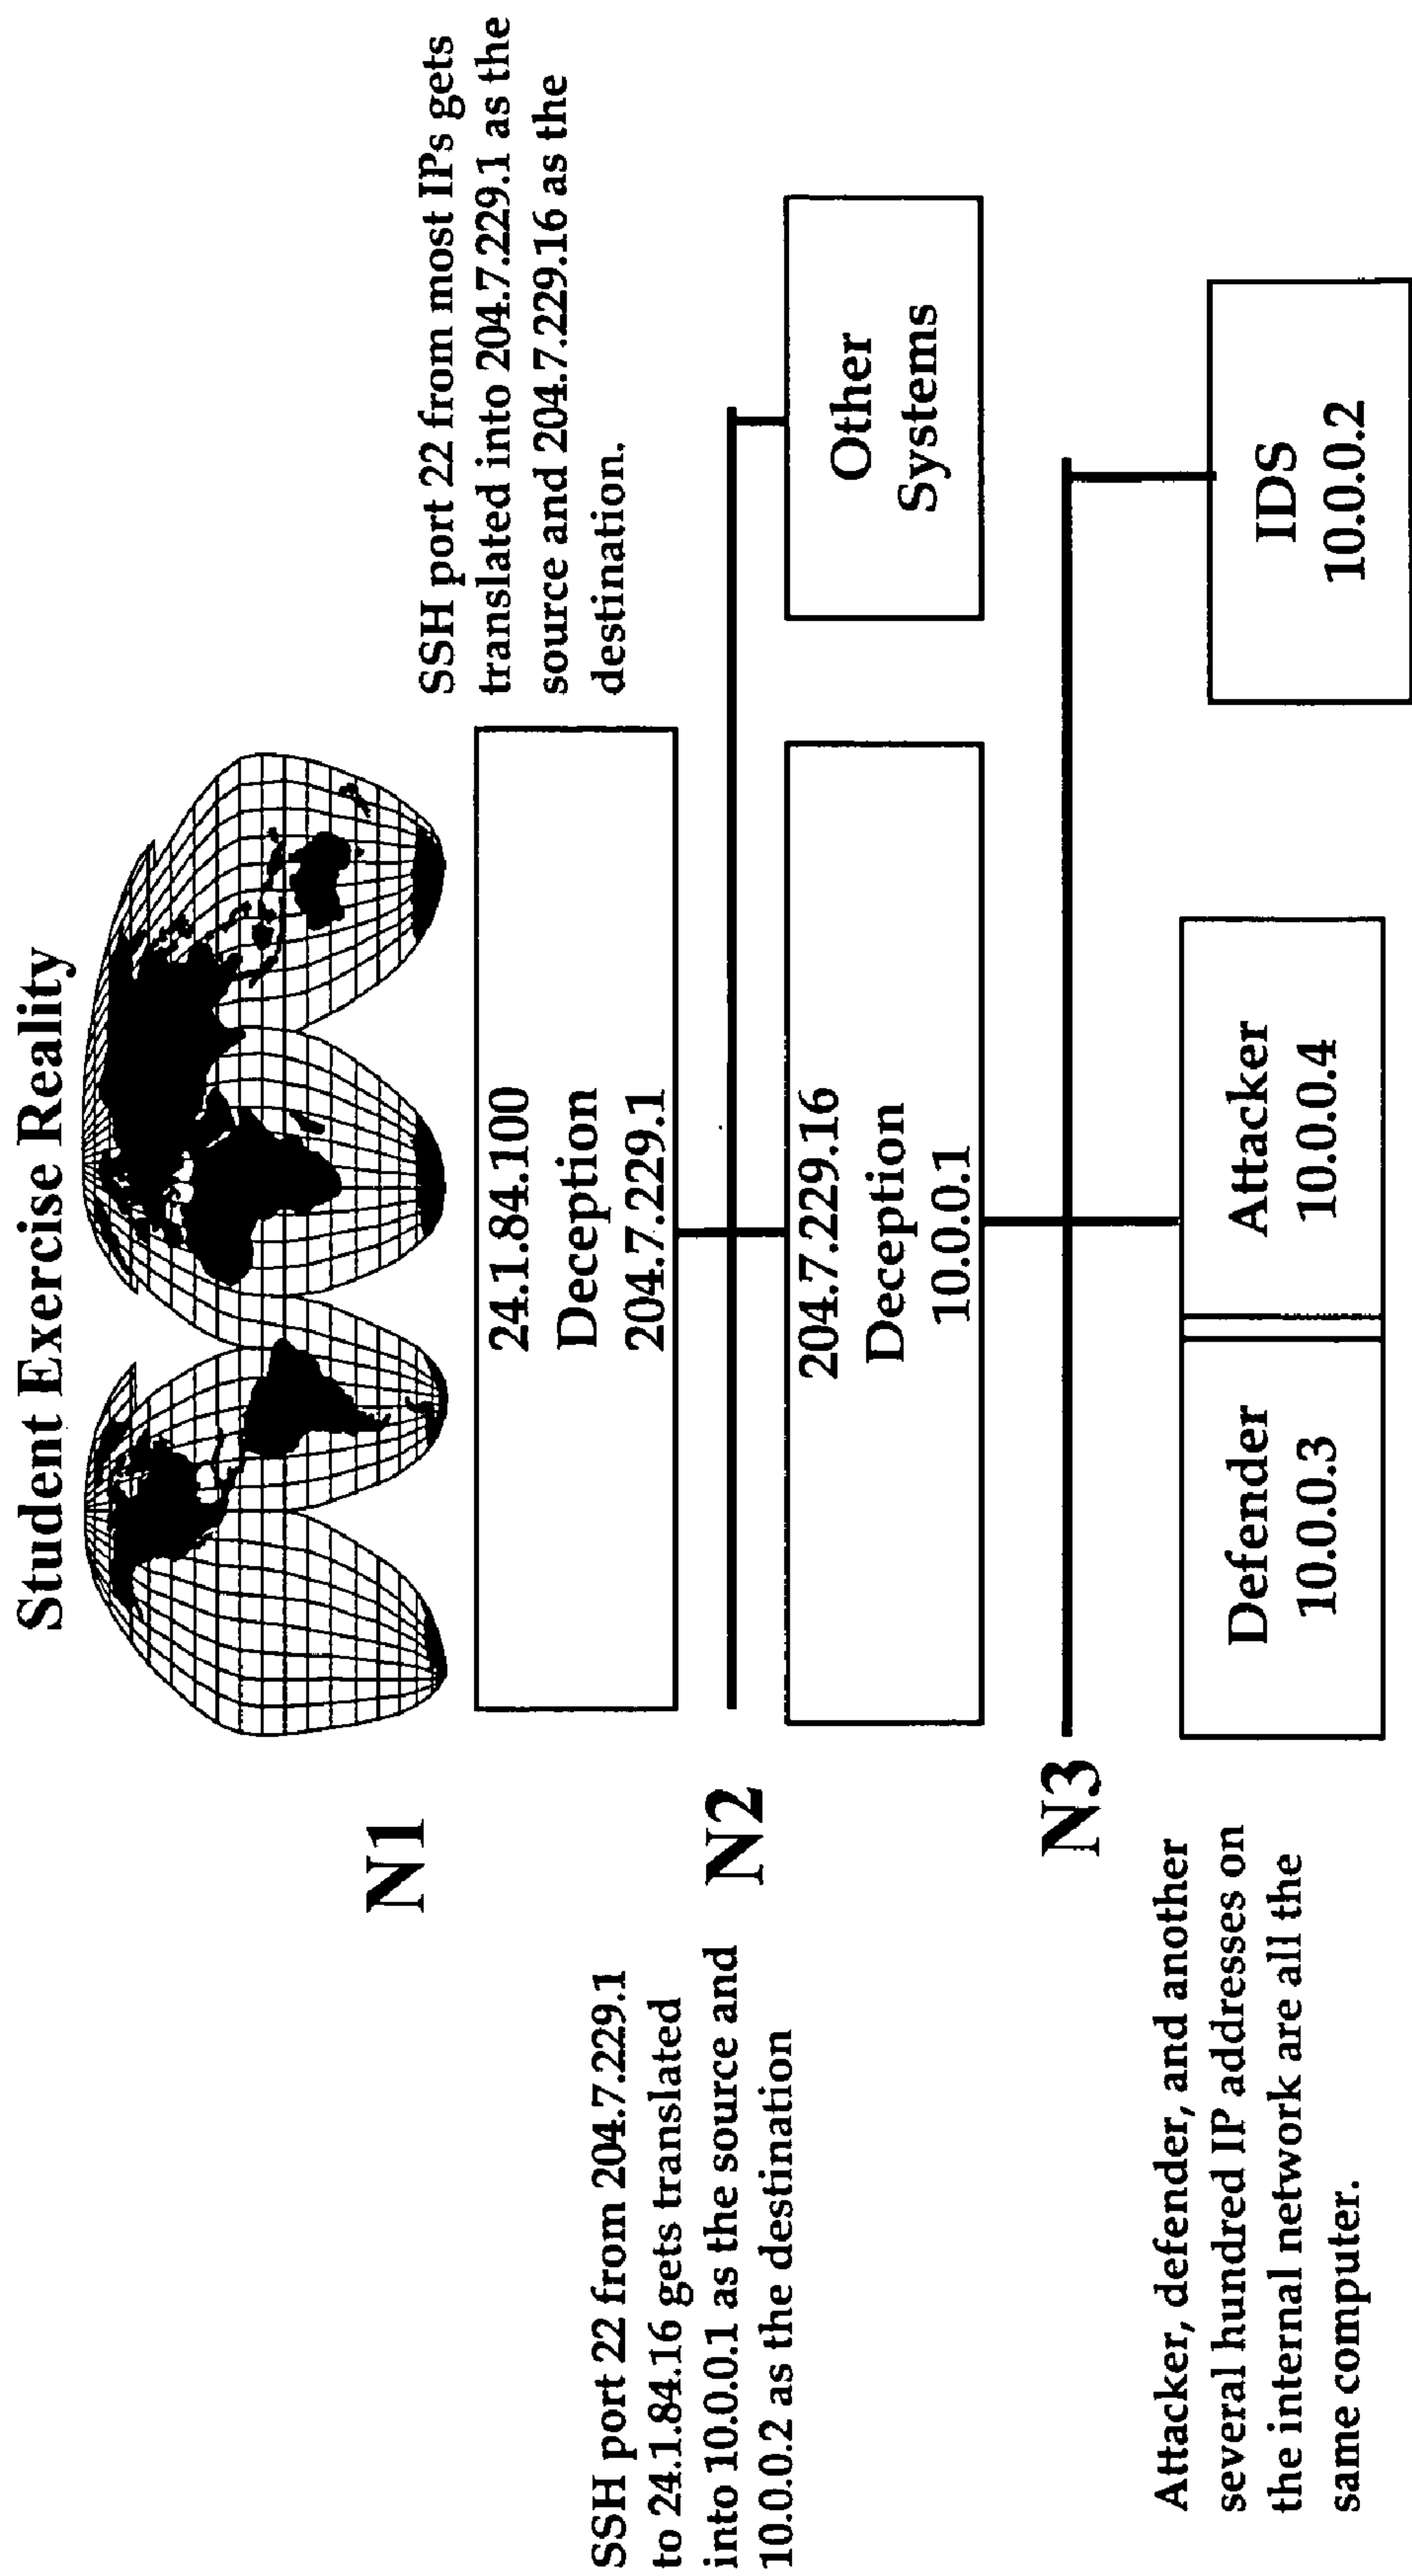 Student Exercise Reality
SSH port 22 from most IPs gets
translated into 204.7.229.1 as the
source and 204.7.229.16 as the
destination.
N1
24.1.84.100
Deception
204.7.229.1
SSH port 22 from 204.7.229.1
to 24.1.84.16 gets translated
into 10.0.0.1 as the source and
10.0.0.2 as the destination
N2
204.7.229.16
Deception
10.0.0.1
Other
Systems
N3
Attacker, defender, and another
several hundred IP addresses on
the internal network are all the
same computer.
Defender
10.0.0.3
Attacker
10.0.0.4
IDS
10.0.0.2